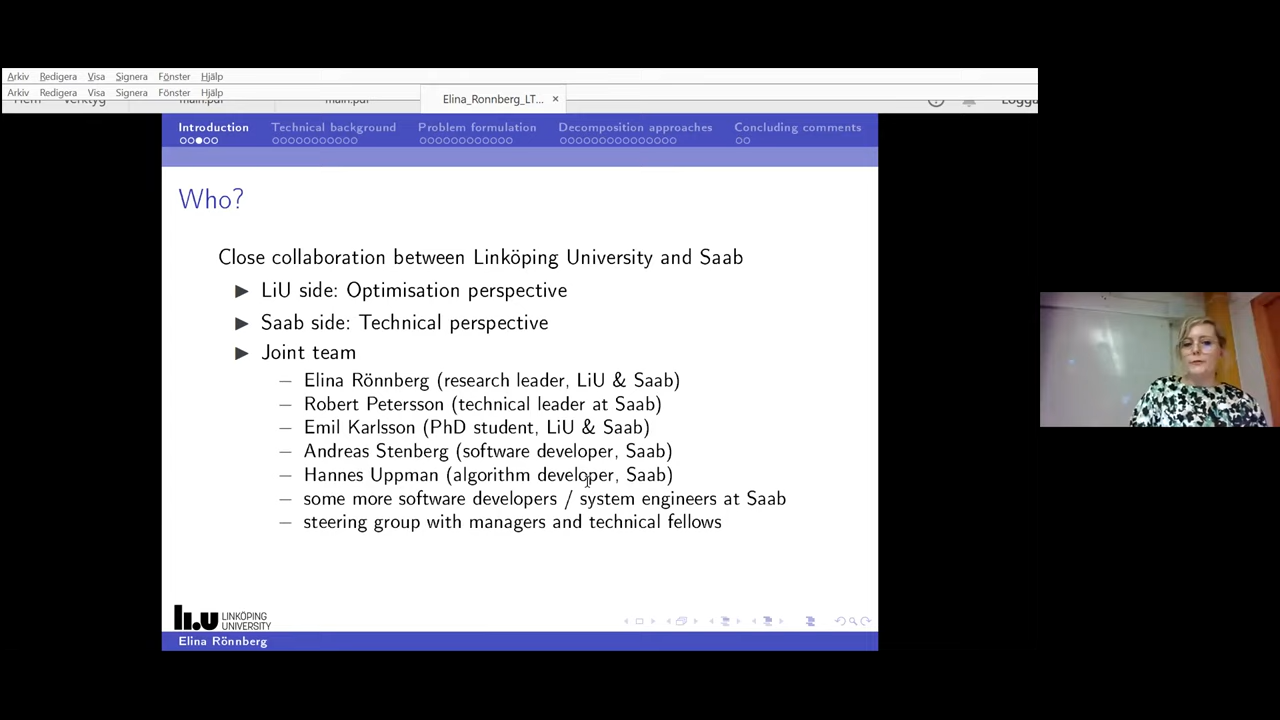 Arkiv Redigera Visa Signera Fönster Hjälp
Arkiv Redigera Visa Signera Fönster Hjälp
Hem Verktyg main.pdf main.pdf Elina_Ronnberg_LT... × Logga
Introduction Technical background Problem formulation Decomposition approaches Concluding comments
Who?
Close collaboration between Linköping University and Saab
▶ LiU side: Optimisation perspective
▶ Saab side: Technical perspective
▶ Joint team
– Elina Rönnberg (research leader, LiU & Saab)
– Robert Petersson (technical leader at Saab)
– Emil Karlsson (PhD student, LiU & Saab)
– Andreas Stenberg (software developer, Saab)
– Hannes Uppman (algorithm developer, Saab)
– some more software developers / system engineers at Saab
– steering group with managers and technical fellows
li.u LINKÖPING
UNIVERSITY
Elina Rönnberg